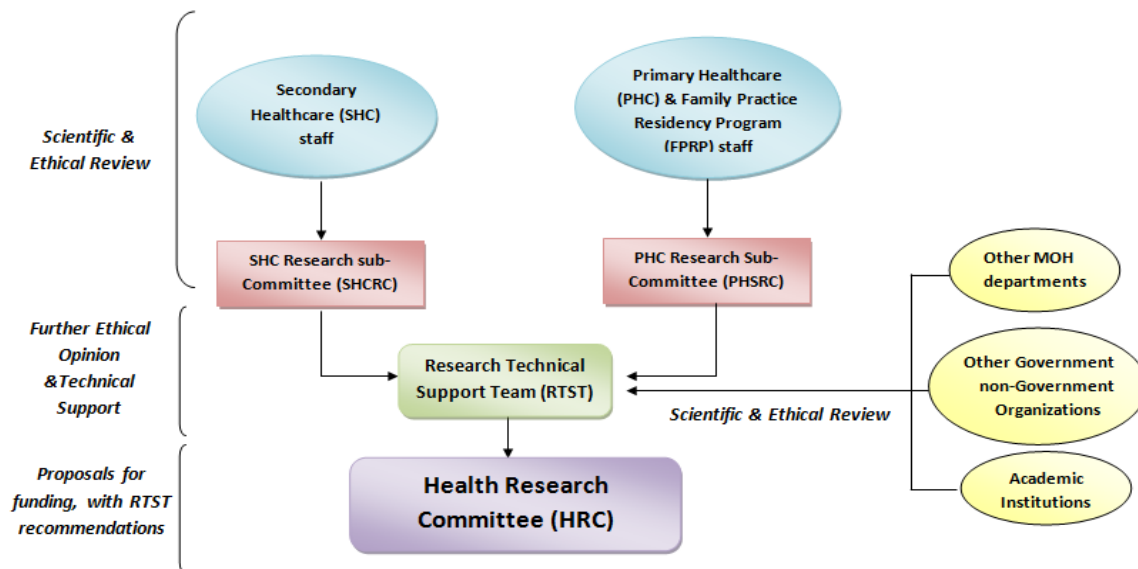 Scientific &
Ethical Review
Secondary
Healthcare (SHC)
staff
Primary Healthcare
(PHC) & Family Practice
Residency Program
(FPRP) staff
SHC Research sub-
Committee (SHCRC)
PHC Research Sub-
Committee (PHSRC)
Other MOH
departments
Further Ethical
Opinion
&Technical
Support
Research Technical
Support Team (RTST)
Other Government
non-Government
Organizations
Scientific & Ethical Review
Academic
Institutions
Proposals for
funding, with RTST
recommendations
Health Research
Committee (HRC)